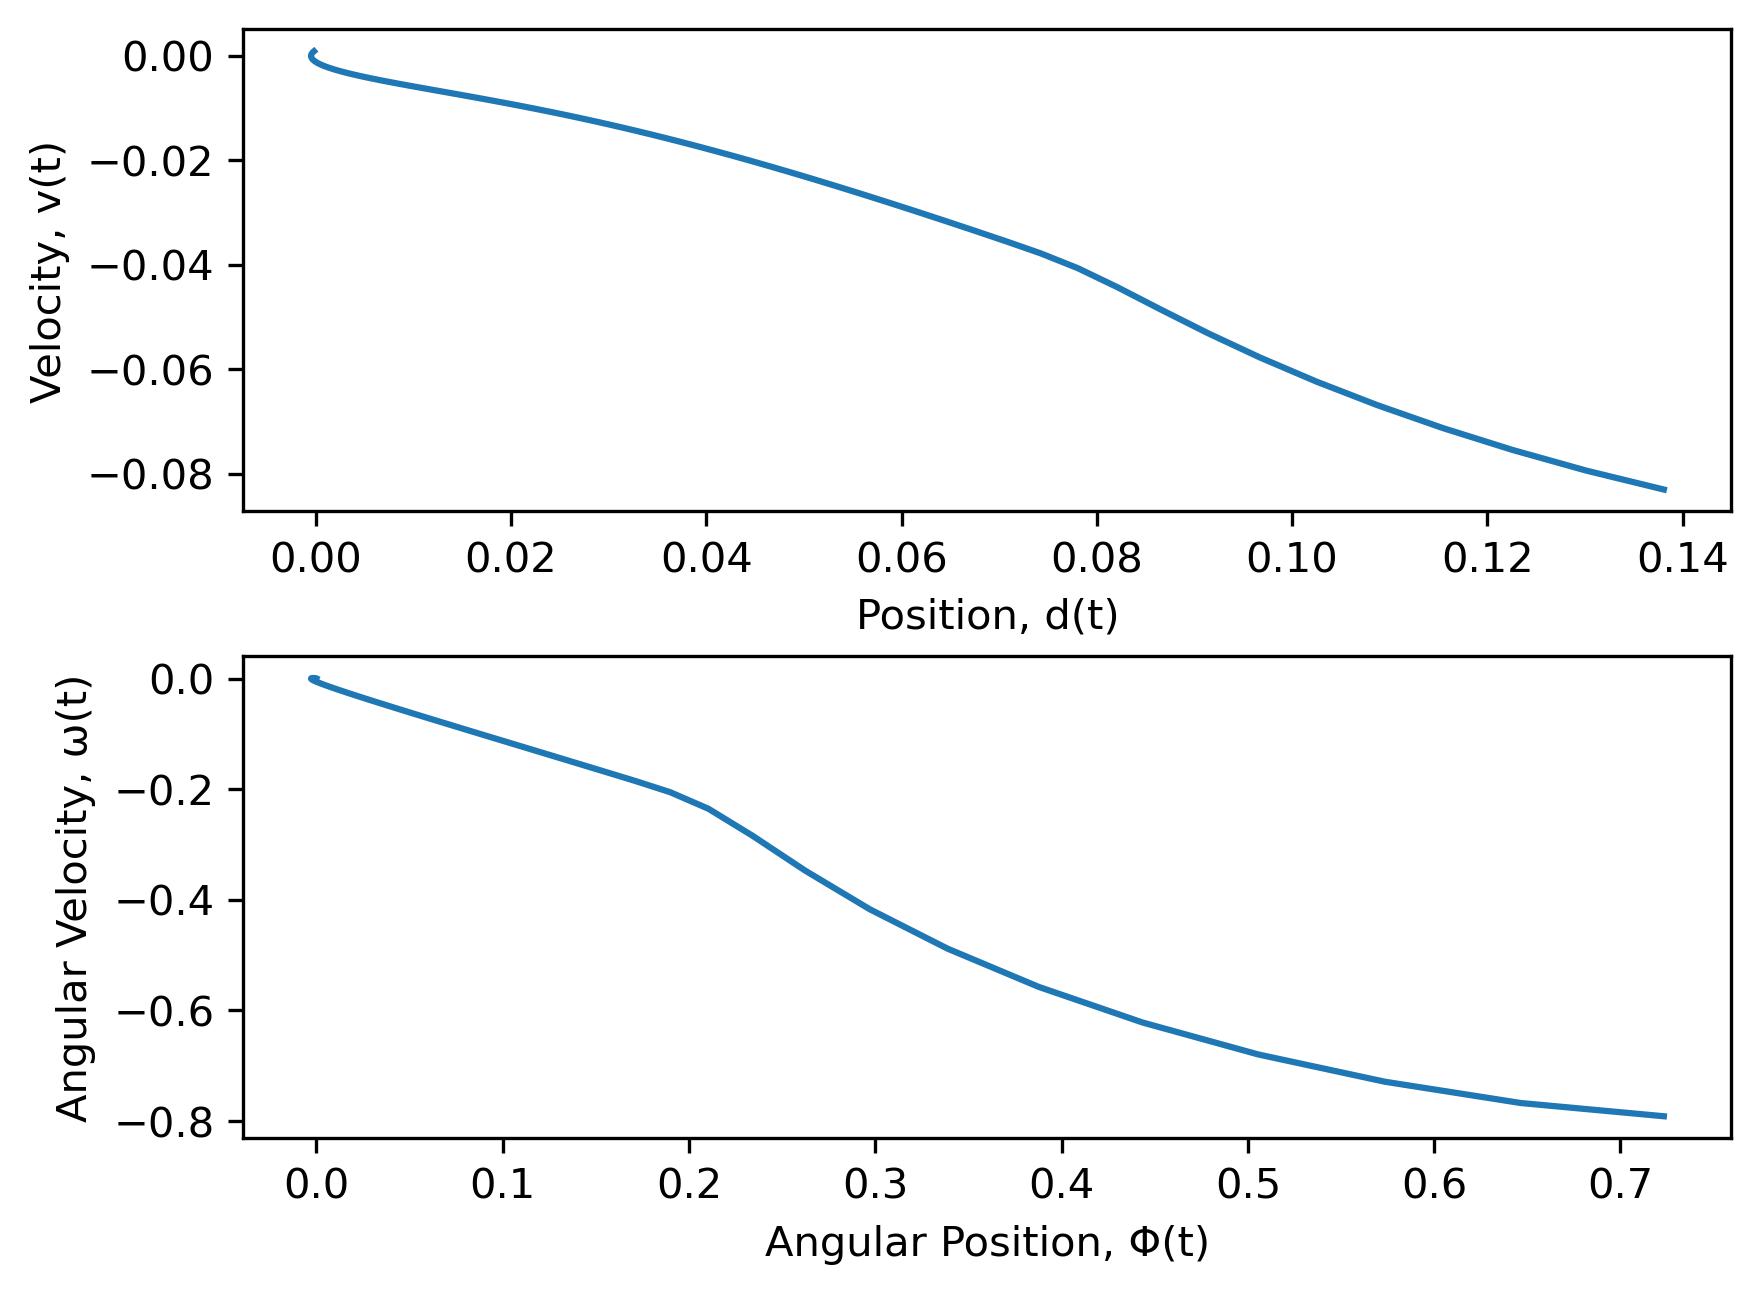 Velocity, v(t)
0.00
−0.02
−0.04
−0.06
−0.08
0.00 0.02 0.04 0.06 0.08 0.10 0.12 0.14
Position, d(t)
Angular Velocity, ω(t)
0.0
−0.2
−0.4
−0.6
−0.8
0.0 0.1 0.2 0.3 0.4 0.5 0.6 0.7
Angular Position, Φ(t)